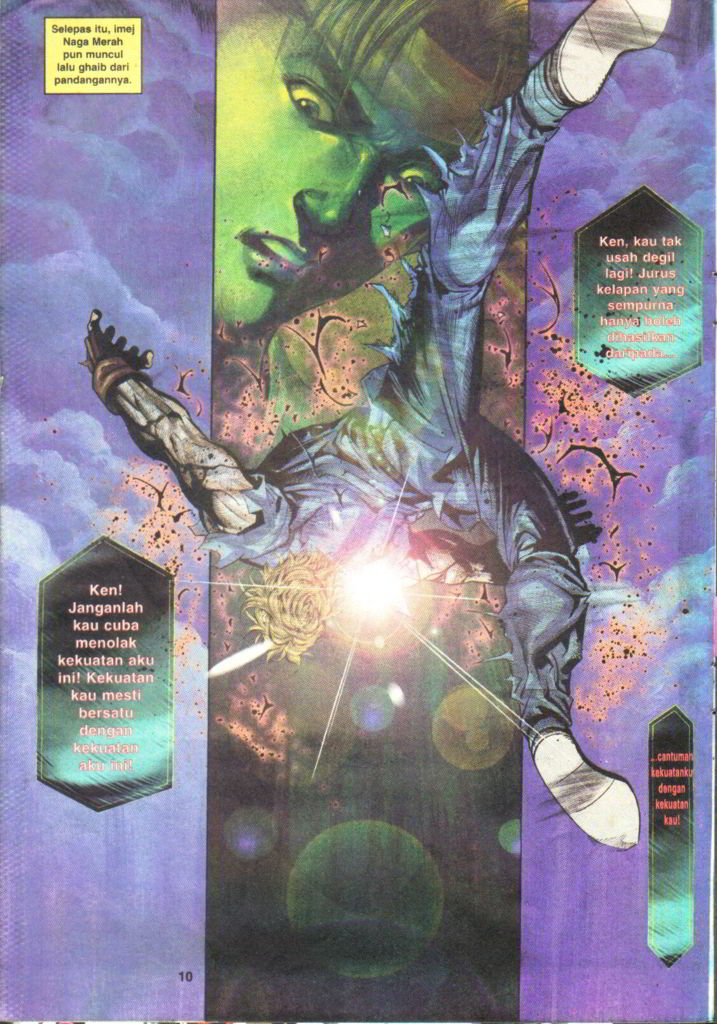 Selepas itu, imej
Naga Merah
pun muncul
lalu ghaib dari
pandangannya.
Ken, kau tak
usah degil
lagi! Jurus
kelapan yang
sempurna
hanya boleh
dihasilkan
daripada...
Ken!
Janganlah
kau cuba
menolak
kekuatan aku
ini! Kekuatan
kau mesti
bersatu
dengan
kekuatan
aku ini!
...cantuman
kekuatanku
dengan
kekuatan
kau!
10